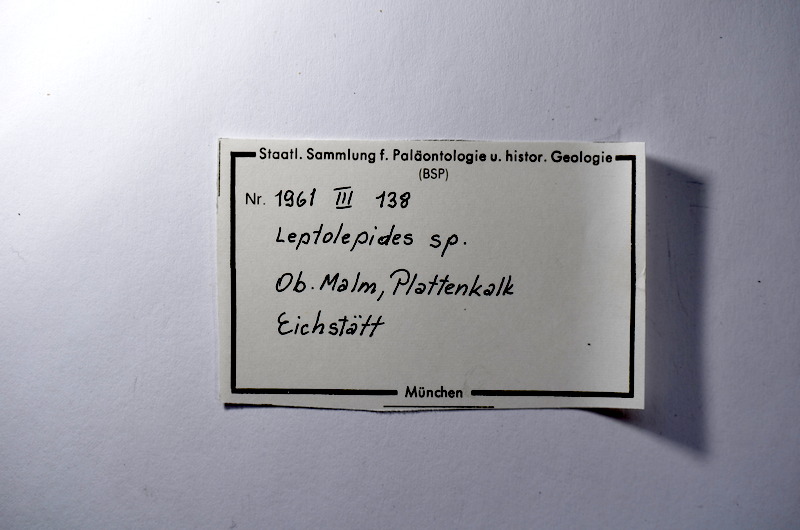 Staatl. Sammlung f. Paläontologie u. histor. Geologie
(BSP)
Nr. 1961 III 138
Leptolepides sp.
Ob. Malm, Plattenkalk
Eichstätt
München